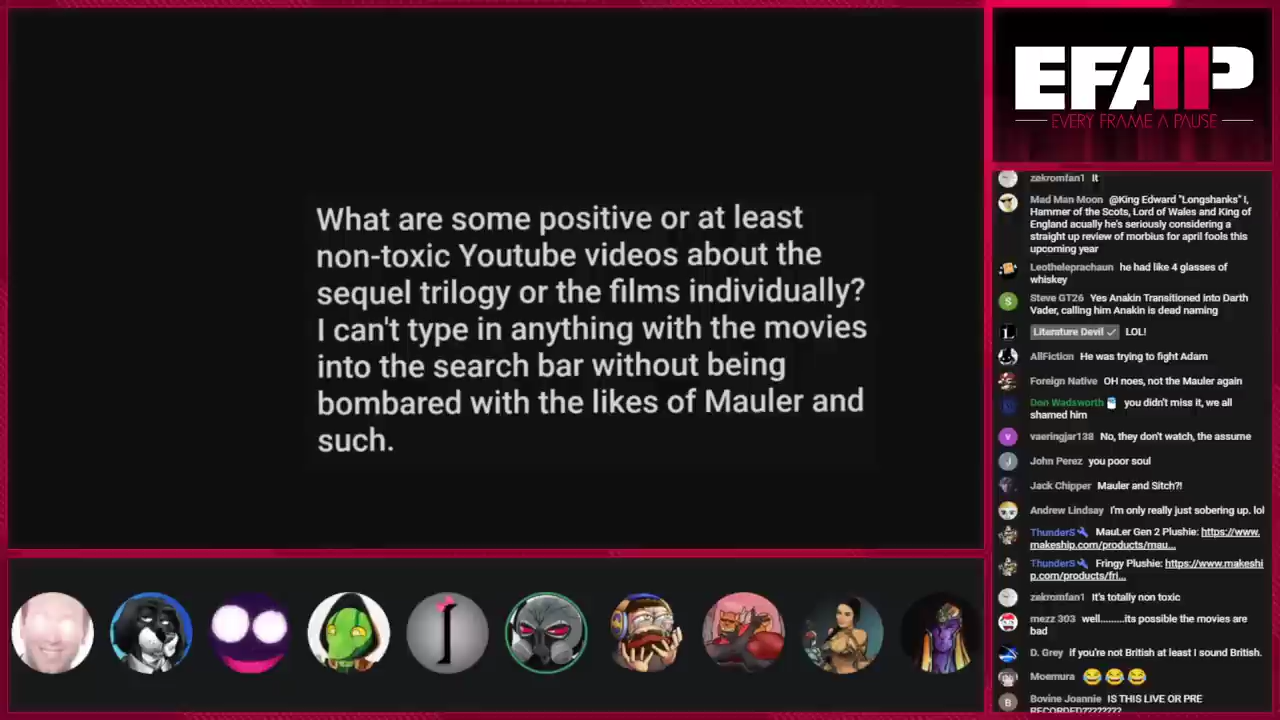 What are some positive or at least
non-toxic Youtube videos about the
sequel trilogy or the films individually?
I can't type in anything with the movies
into the search bar without being
bombared with the likes of Mauler and
such.
EFAP
EVERY FRAME A PAUSE
zekromfan1 It
Mad Man Moon @King Edward "Longshanks" I,
Hammer of the Scots, Lord of Wales and King of
England acually he's seriously considering a
straight up review of morbius for april fools this
upcoming year
Leotheleprachaun he had like 4 glasses of
whiskey
Steve GT26 Yes Anakin Transitioned into Darth
Vader, calling him Anakin is dead naming
Literature Devil LOL!
AllFiction He was trying to fight Adam
Foreign Native OH noes, not the Mauler again
Don Wadsworth you didn't miss it, we all
shamed him
vaeringjar138 No, they don't watch, the assume
John Perez you poor soul
Jack Chipper Mauler and Sitch?!
Andrew Lindsay I'm only really just sobering up. lol
ThunderS MauLer Gen 2 Plushie: https://www.
makeship.com/products/mau...
ThunderS Fringy Plushie: https://www.makeshi
p.com/products/fri...
zekromfan1 It's totally non toxic
mezz 303 well.........its possible the movies are
bad
D. Grey if you're not British at least I sound British.
Moemura
Bovine Joannie IS THIS LIVE OR PRE
RECORDED????????